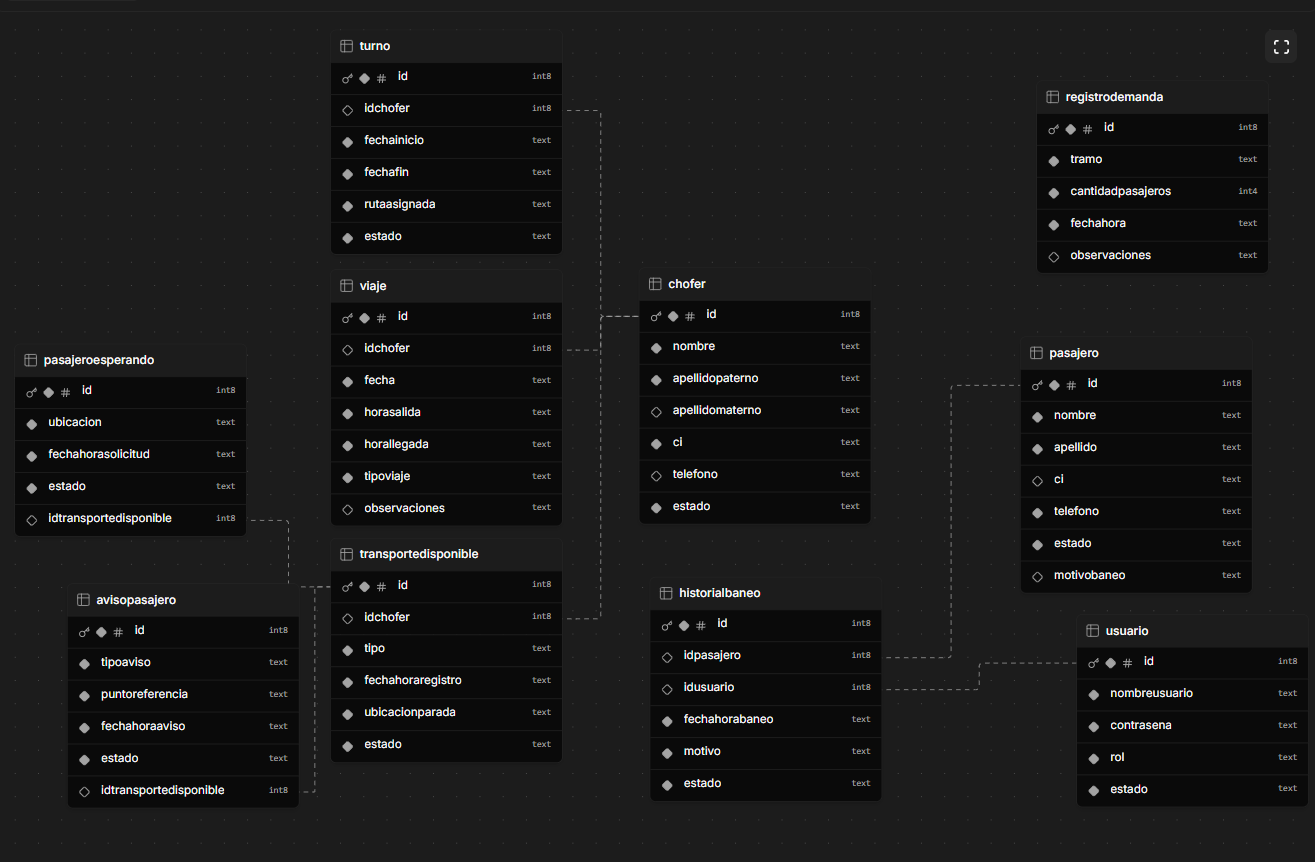 turno
# id int8
idchofer int8
fechainicio text
fechafin text
rutaasignada text
estado text
registrodemanda
# id int8
tramo text
cantidadpasajeros int4
fechahora text
observaciones text
viaje
# id int8
idchofer int8
fecha text
horasalida text
horallegada text
tipoviaje text
observaciones text
chofer
# id int8
nombre text
apellidopaterno text
apellidomaterno text
ci text
telefono text
estado text
pasajeroesperando
# id int8
ubicacion text
fechahorasolicitud text
estado text
idtransportedisponible int8
pasajero
# id int8
nombre text
apellido text
ci text
telefono text
estado text
motivobaneo text
transportedisponible
# id int8
idchofer int8
tipo text
fechahoraregistro text
ubicacionparada text
estado text
avisopasajero
# id int8
tipoaviso text
puntoreferencia text
fechahoraaviso text
estado text
idtransportedisponible int8
historialbaneo
# id int8
idpasajero int8
idusuario int8
fechahorabaneo text
motivo text
estado text
usuario
# id int8
nombreusuario text
contrasena text
rol text
estado text